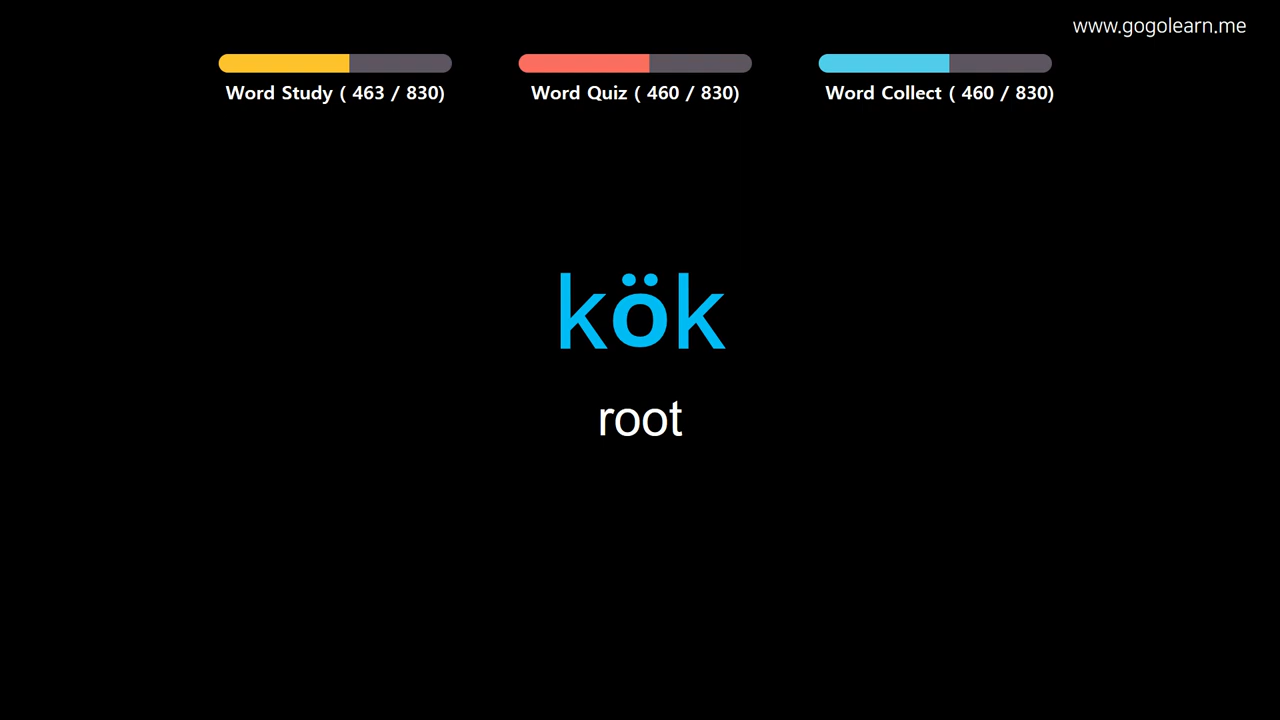 www.gogolearn.me
Word Study ( 463 / 830)
Word Quiz ( 460 / 830)
Word Collect ( 460 / 830)
kök
root